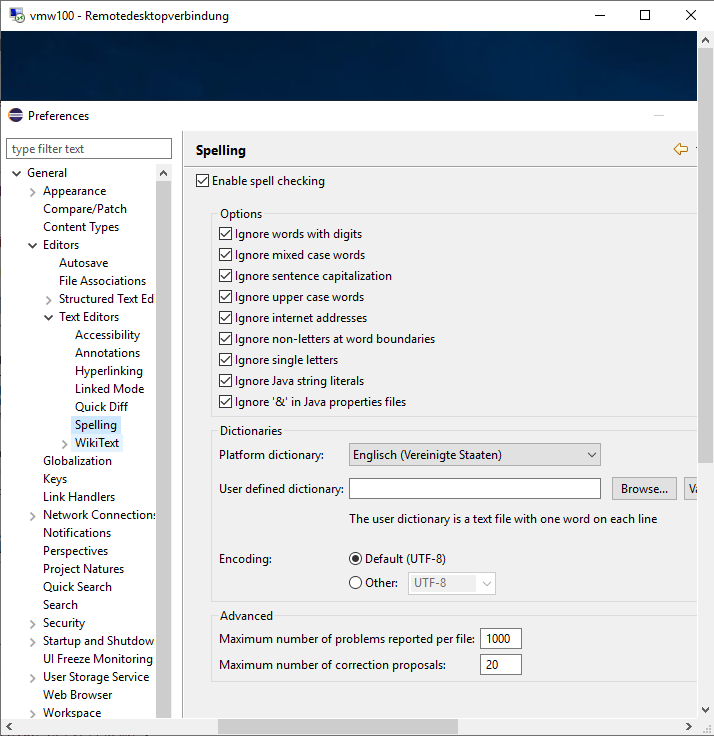 vmw100 - Remotedesktopverbindung
Preferences
type filter text
General
Appearance
Compare/Patch
Content Types
Editors
Autosave
File Associations
Structured Text Ed
Text Editors
Accessibility
Annotations
Hyperlinking
Linked Mode
Quick Diff
Spelling
WikiText
Globalization
Keys
Link Handlers
Network Connections
Notifications
Perspectives
Project Natures
Quick Search
Search
Security
Startup and Shutdow
UI Freeze Monitoring
User Storage Service
Web Browser
Workspace
Spelling
Enable spell checking
Options
Ignore words with digits
Ignore mixed case words
Ignore sentence capitalization
Ignore upper case words
Ignore internet addresses
Ignore non-letters at word boundaries
Ignore single letters
Ignore Java string literals
Ignore '&' in Java properties files
Dictionaries
Platform dictionary: Englisch (Vereinigte Staaten)
User defined dictionary: Browse... Va
The user dictionary is a text file with one word on each line
Encoding: Default (UTF-8)
Other: UTF-8
Advanced
Maximum number of problems reported per file: 1000
Maximum number of correction proposals: 20